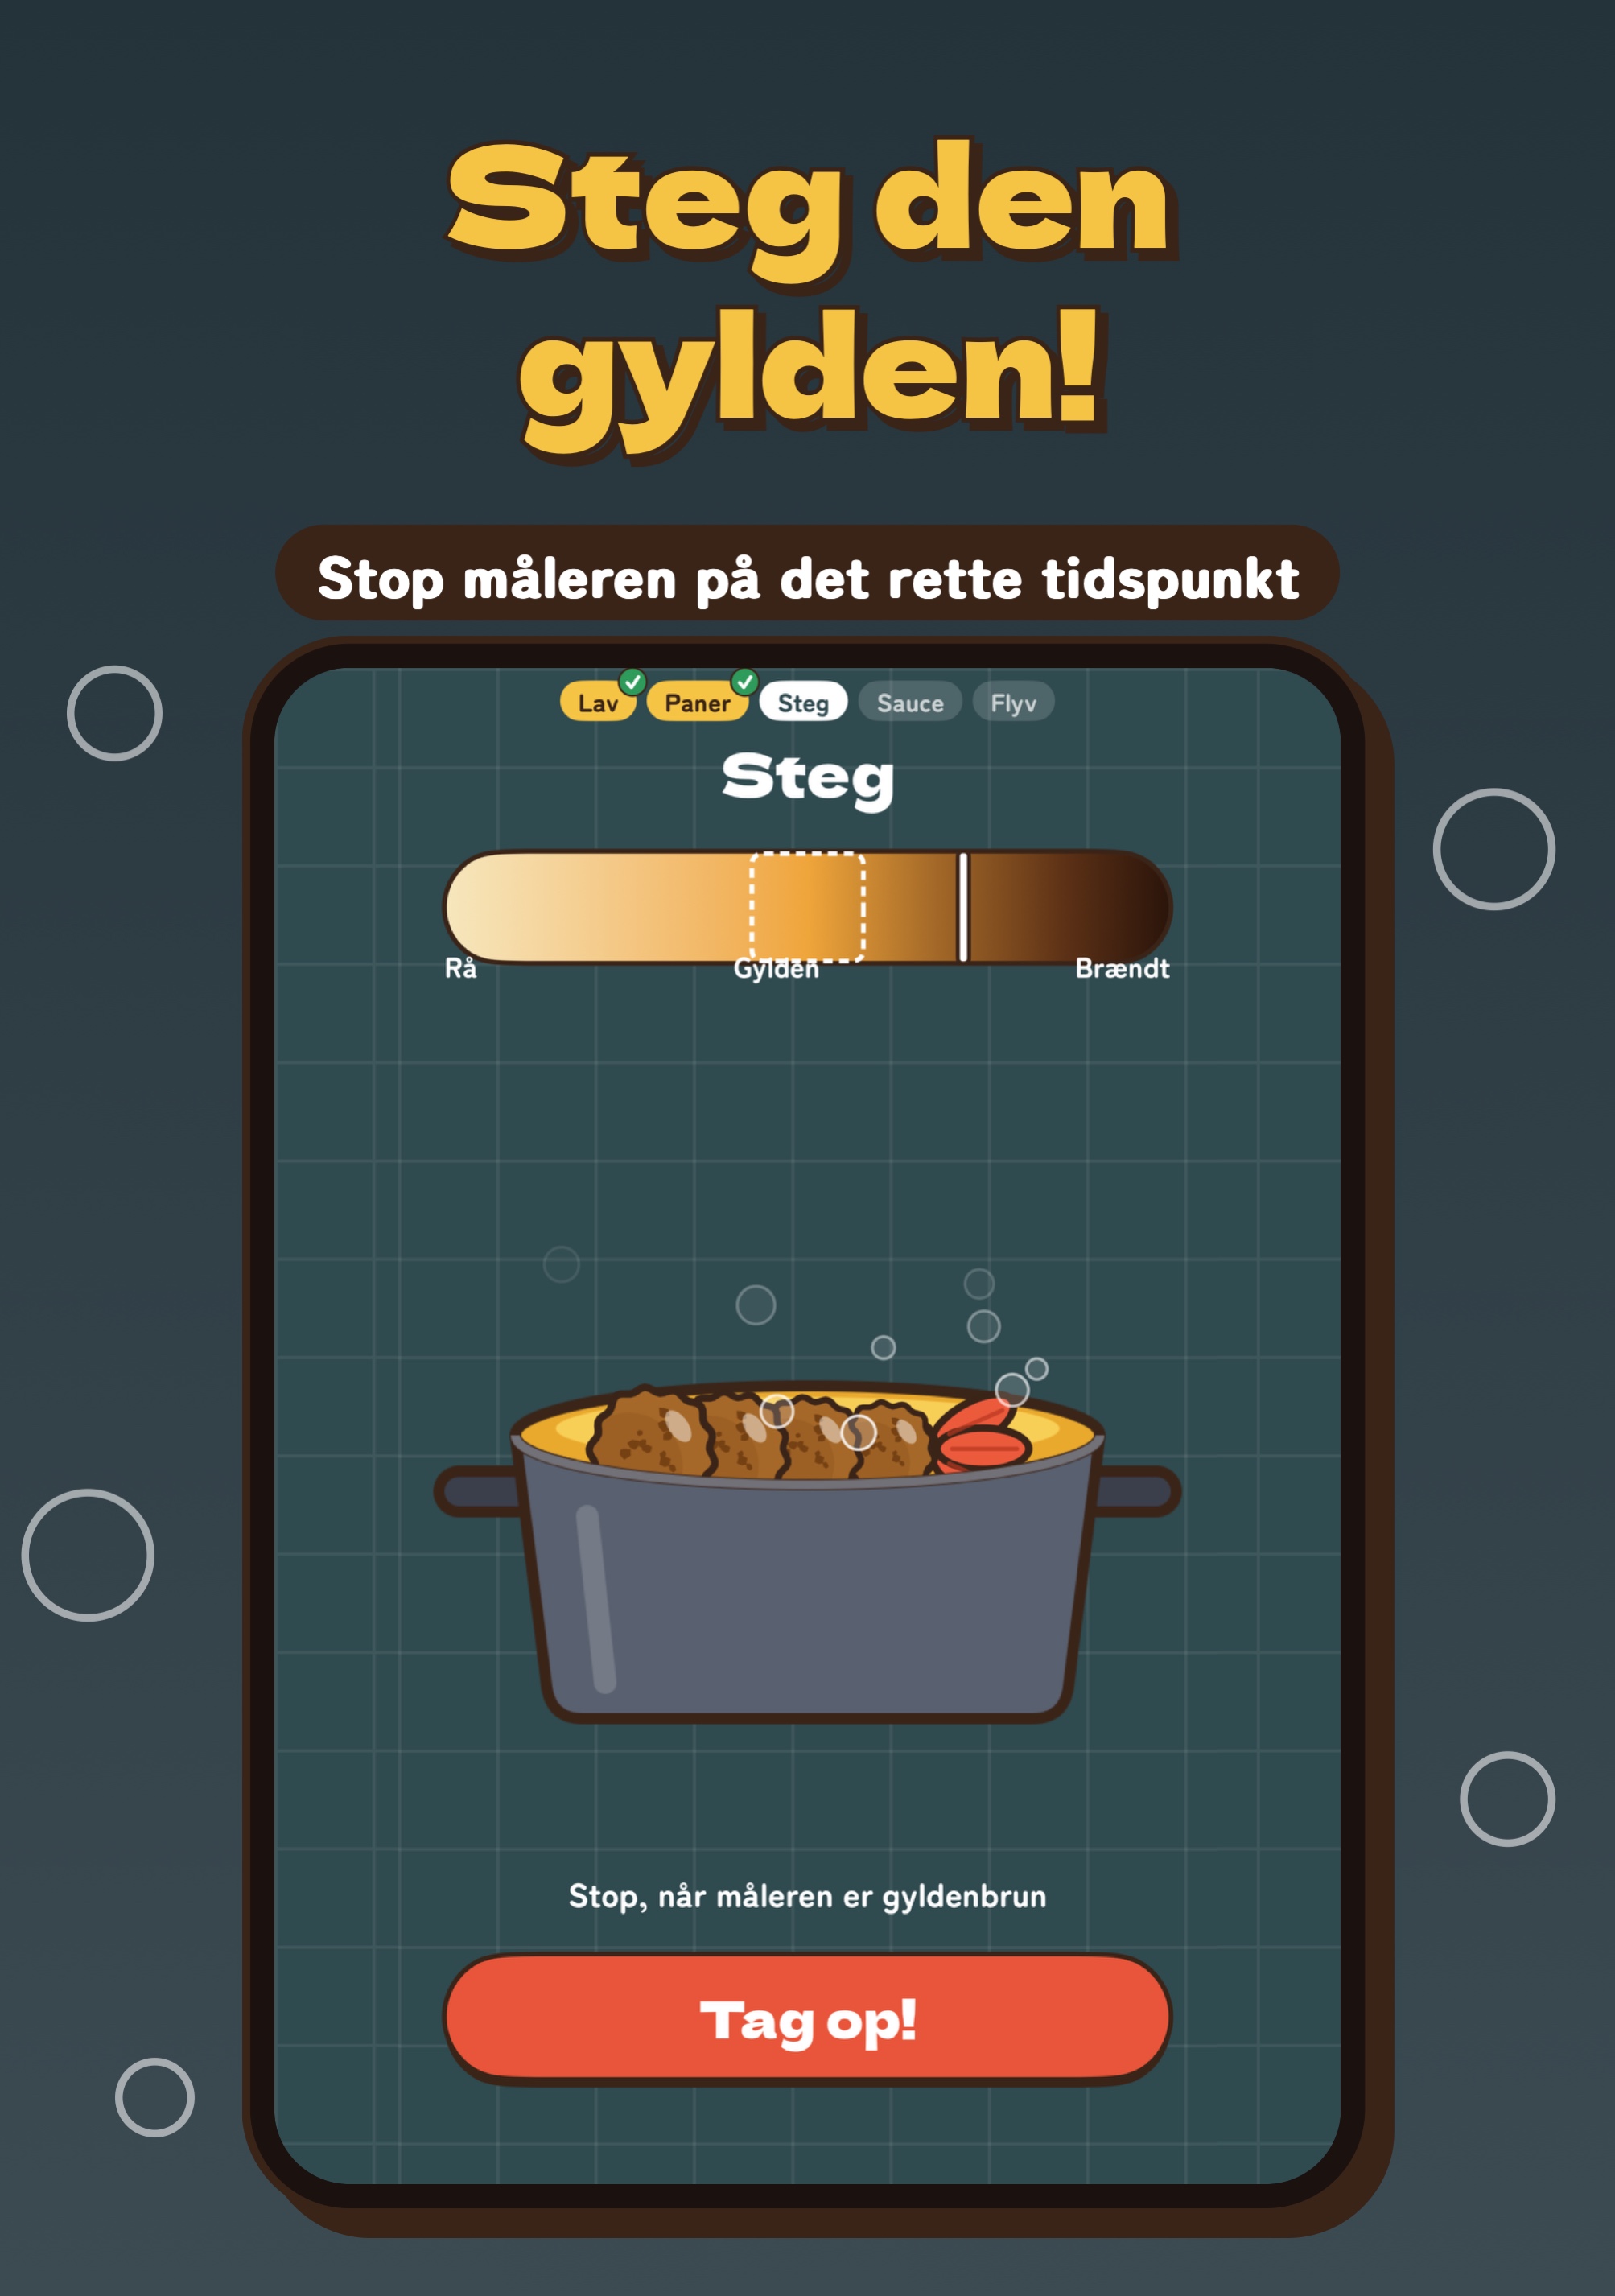 Steg den
gylden!
Stop måleren på det rette tidspunkt
Lav Paner Steg Sauce Flyv
Steg
Rå Gylden Brændt
Stop, når måleren er gyldenbrun
Tag op!